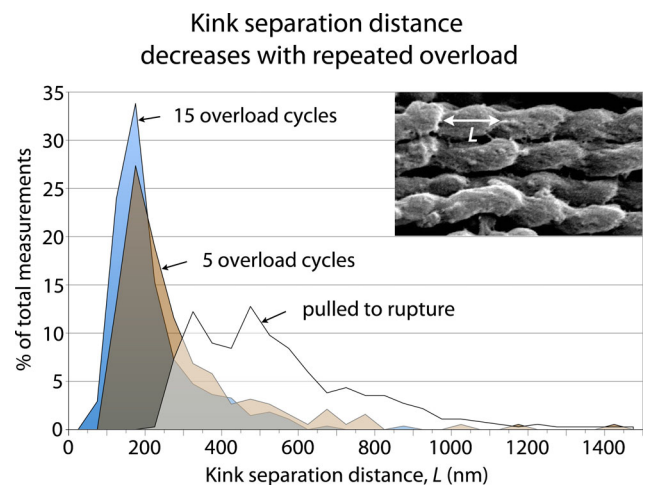 Kink separation distance
decreases with repeated overload
35
30
25
20
15
10
5
0
% of total measurements
15 overload cycles
5 overload cycles
pulled to rupture
L
0 200 400 600 800 1000 1200 1400
Kink separation distance, L (nm)